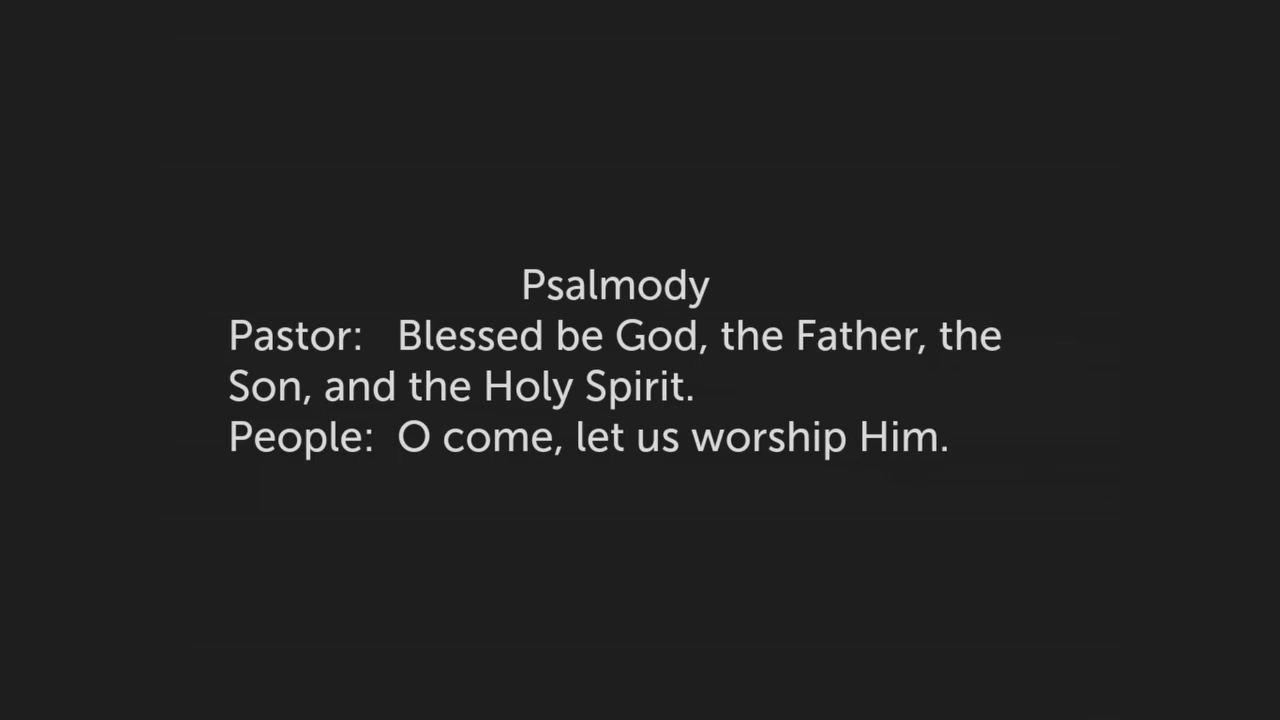 Psalmody
Pastor:   Blessed be God, the Father, the
Son, and the Holy Spirit.
People:  O come, let us worship Him.